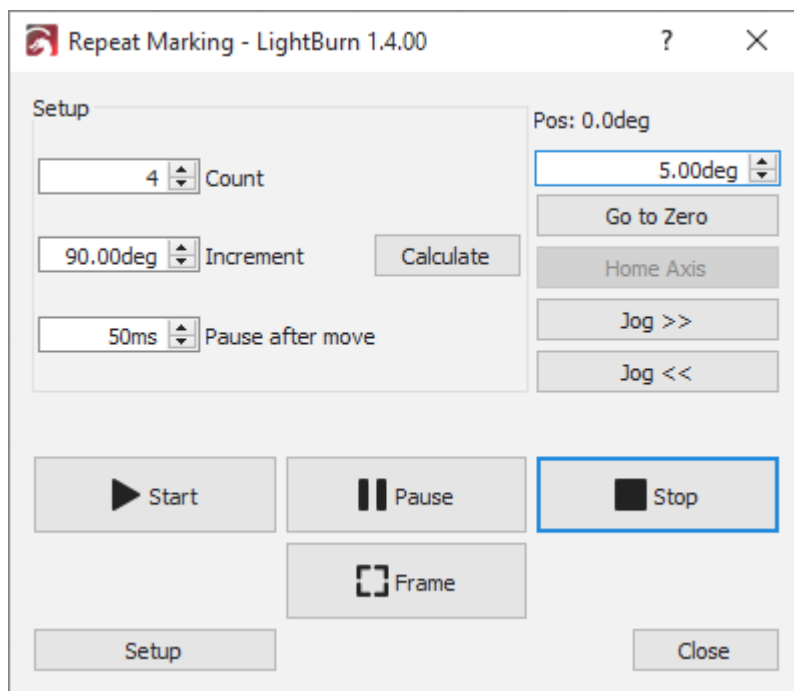 Repeat Marking - LightBurn 1.4.00
?
Setup
4 Count
90.00deg Increment
Calculate
50ms Pause after move
Pos: 0.0deg
5.00deg
Go to Zero
Home Axis
Jog >>
Jog <<
Start
Pause
Stop
Frame
Setup
Close